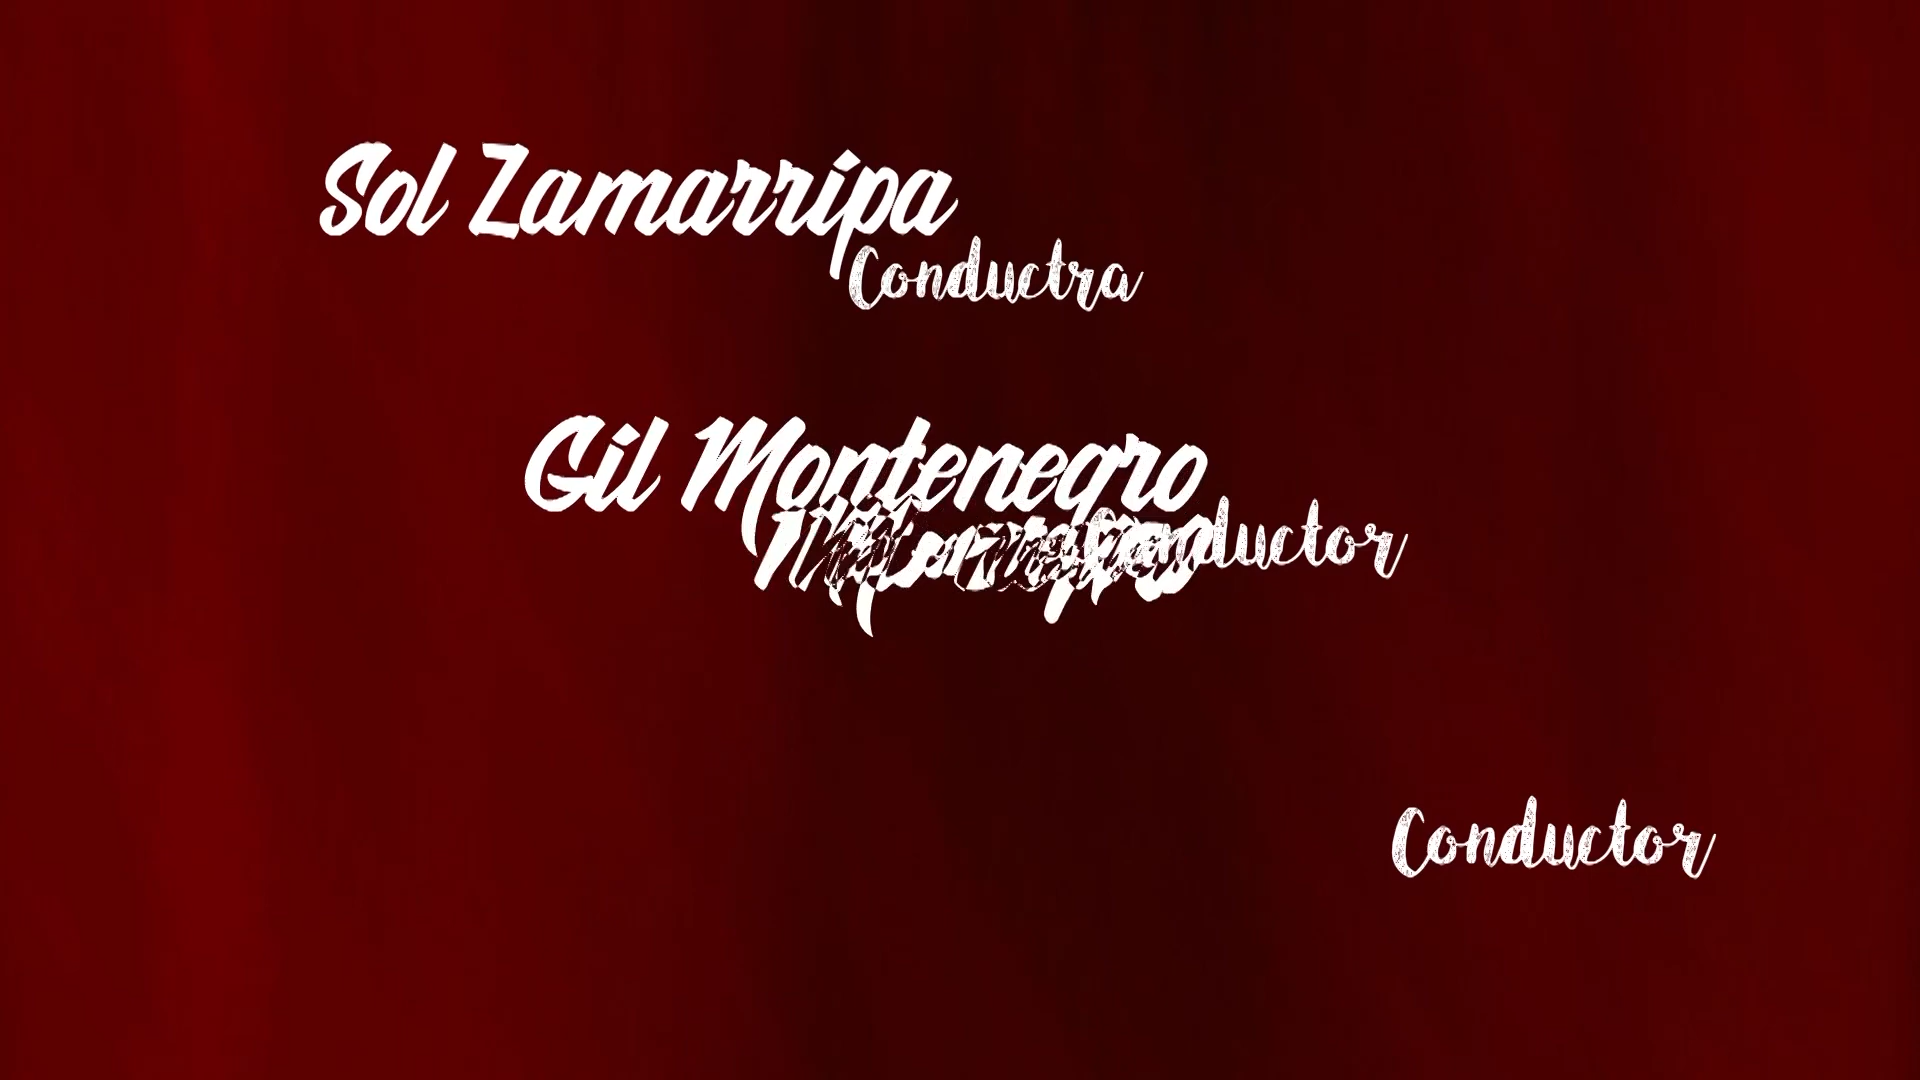 Sol Zamarripa
Conductra
Gil Montenegro
Conductor
Conductor